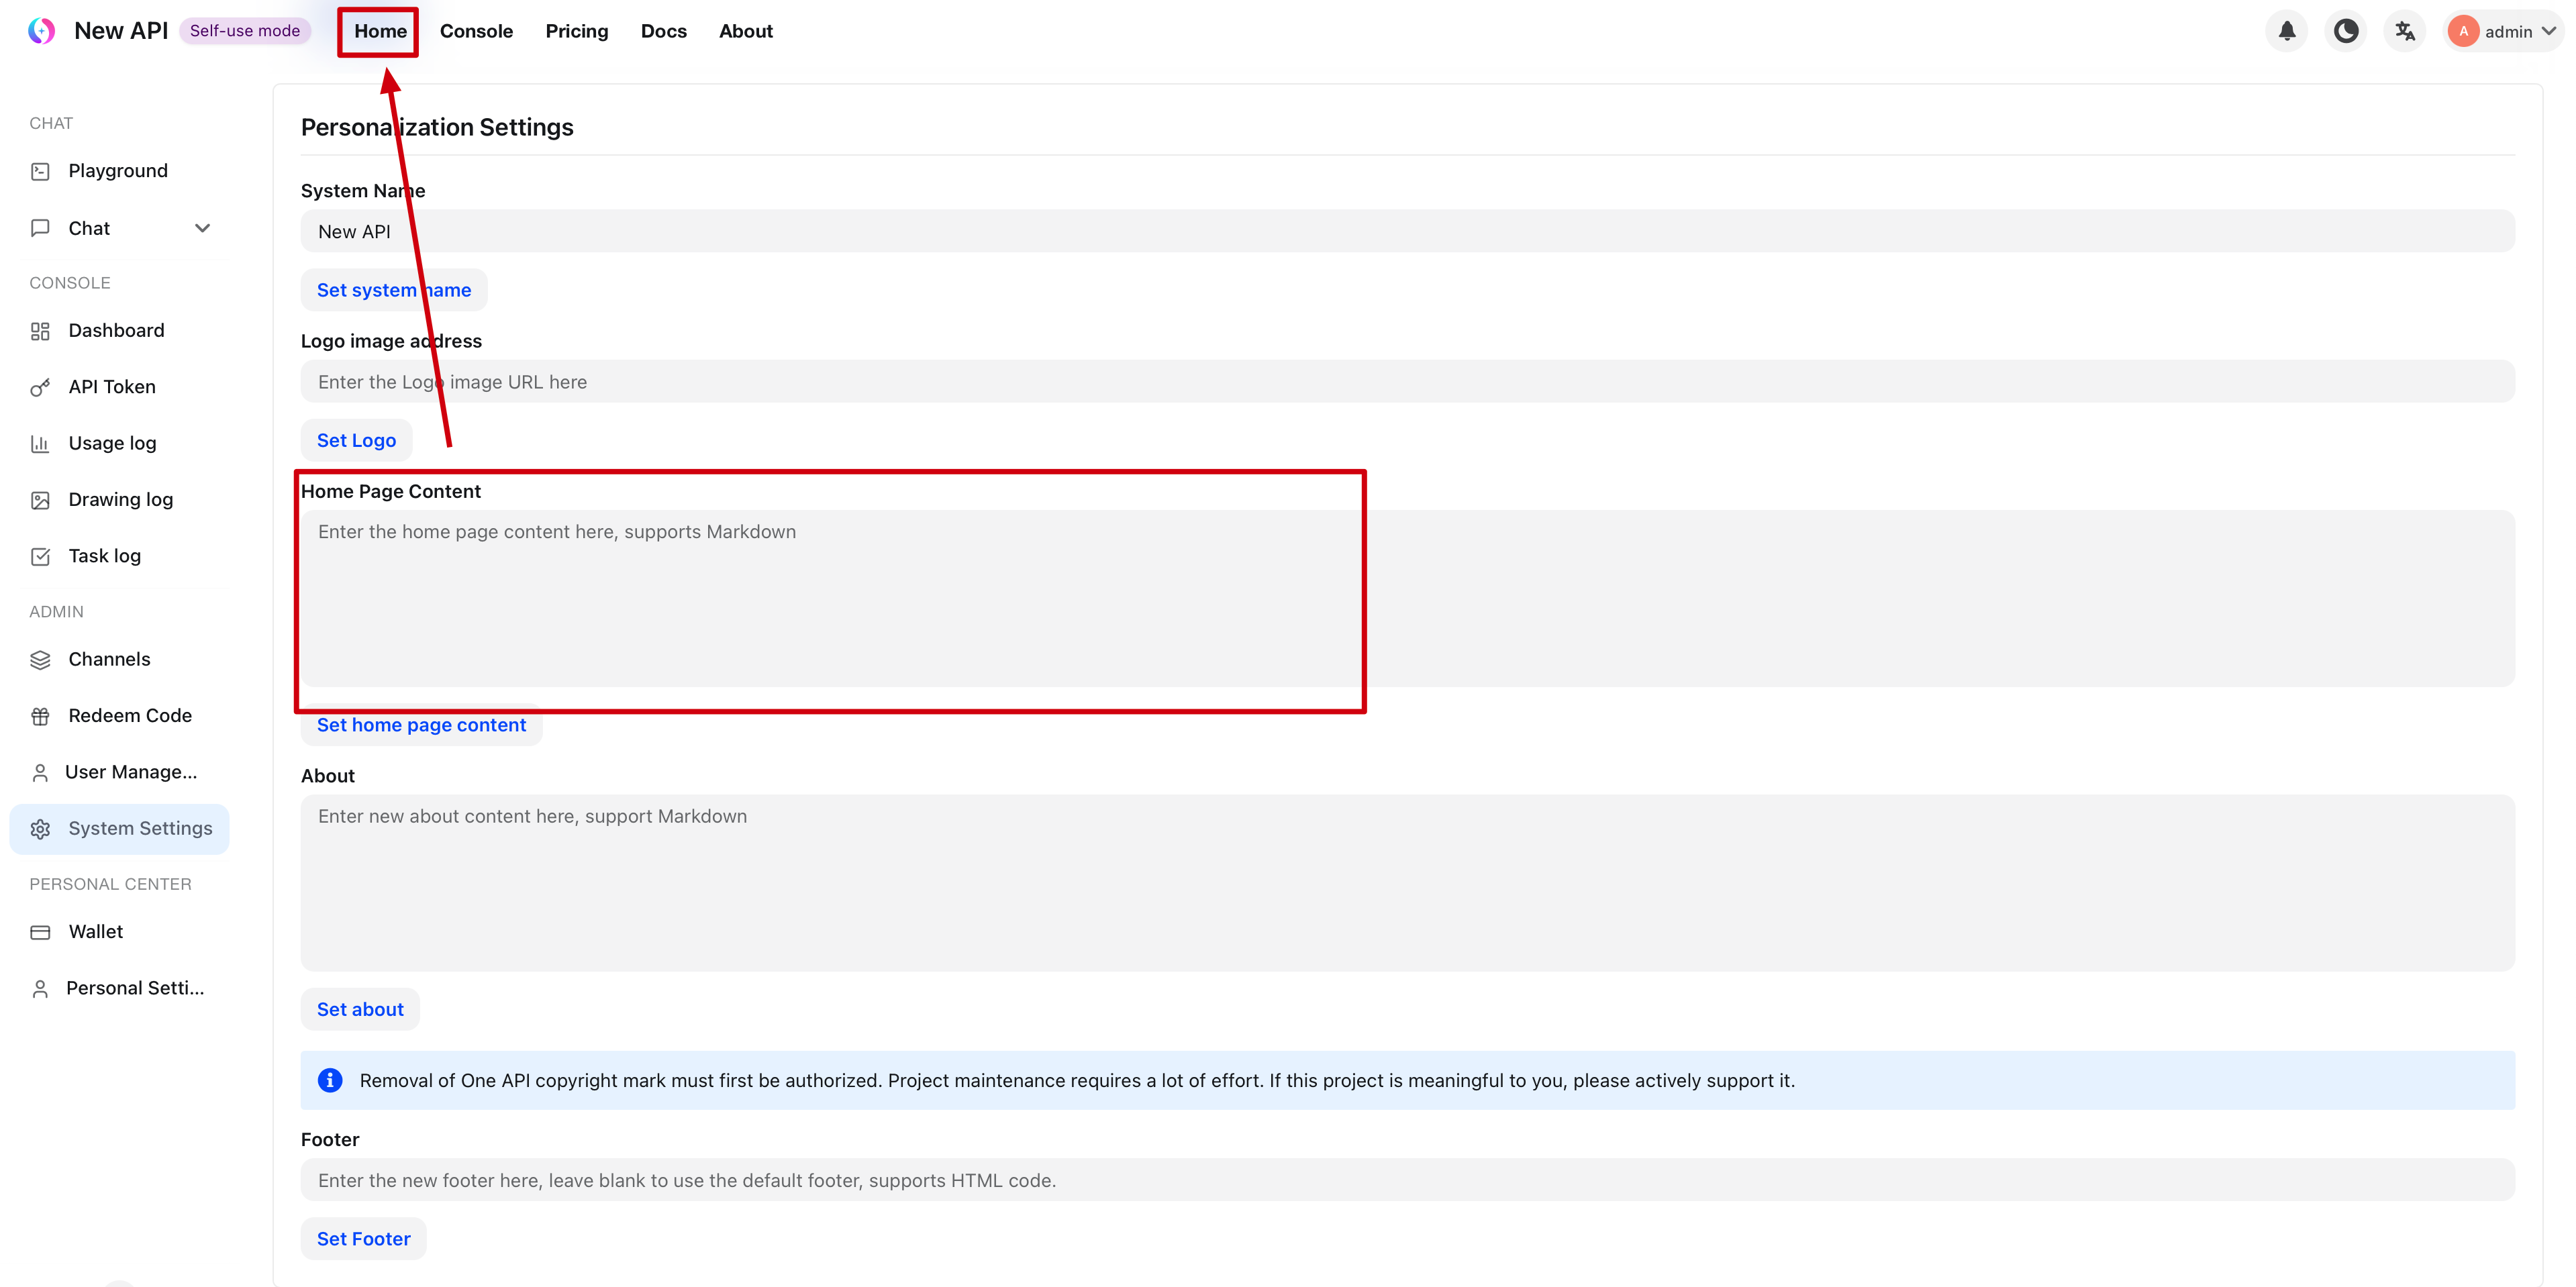 New API Self-use mode Home Console Pricing Docs About A admin
CHAT
Playground
Chat
CONSOLE
Dashboard
API Token
Usage log
Drawing log
Task log
ADMIN
Channels
Redeem Code
User Manage...
System Settings
PERSONAL CENTER
Wallet
Personal Setti...
Personalization Settings
System Name
New API
Set system name
Logo image address
Enter the Logo image URL here
Set Logo
Home Page Content
Enter the home page content here, supports Markdown
Set home page content
About
Enter new about content here, support Markdown
Set about
Removal of One API copyright mark must first be authorized. Project maintenance requires a lot of effort. If this project is meaningful to you, please actively support it.
Footer
Enter the new footer here, leave blank to use the default footer, supports HTML code.
Set Footer